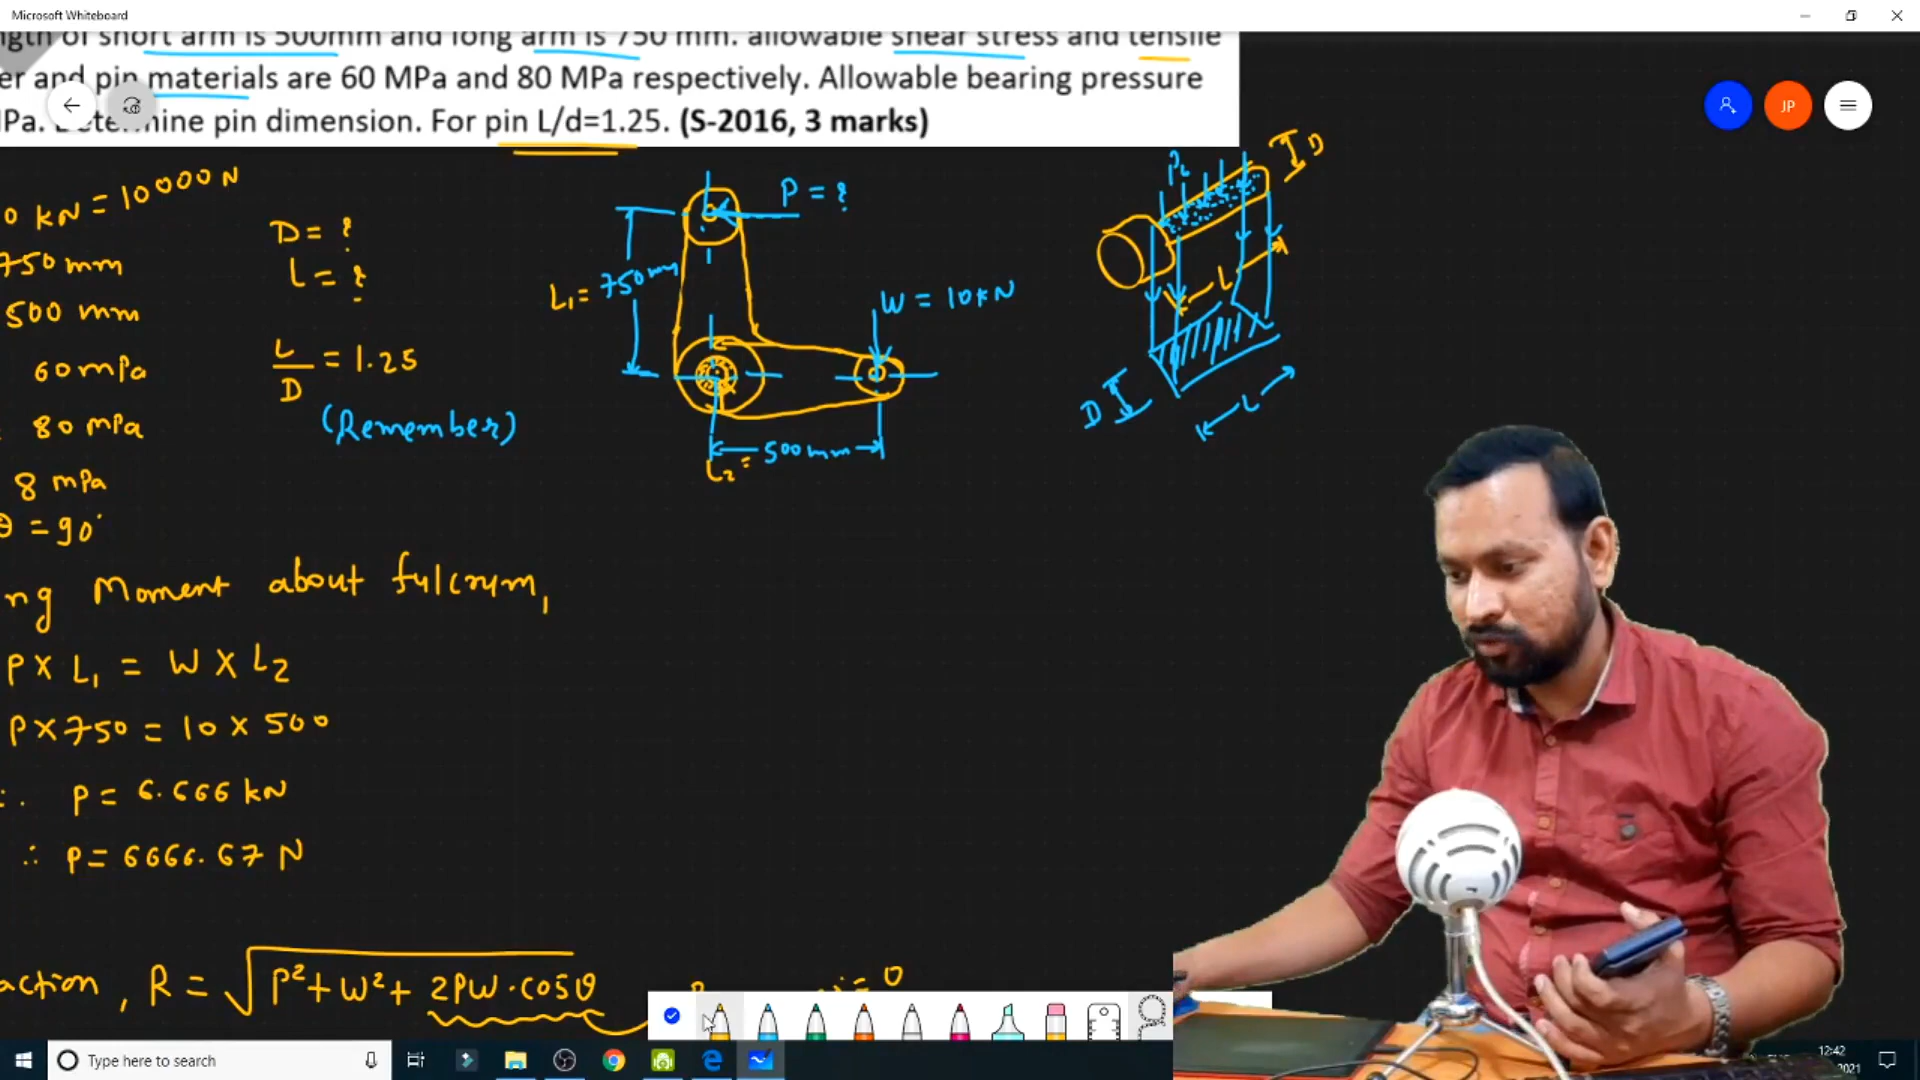 Microsoft Whiteboard
ngth of short arm is 500mm and long arm is 750 mm. allowable shear stress and tensile
er and pin materials are 60 MPa and 80 MPa respectively. Allowable bearing pressure
Pa. Determine pin dimension. For pin L/d=1.25. (S-2016, 3 marks)
JP
0 kN = 10000 N
750 mm
500 mm
60 mpa
80 mpa
8 mpa
θ = 90°
D = ?
L = ?
L/D = 1.25
(Remember)
P = ?
L₁ = 750mm
W = 10kN
L₂ = 500mm
D
L
D
L
ng Moment about fulcrum,
P X L₁ = W X L₂
P X 750 = 10 X 500
∴ P = 6.666 kN
∴ P = 6666.67 N
action, R = √P²+W²+2PW·cosθ
= 0
Type here to search
12:42
2021